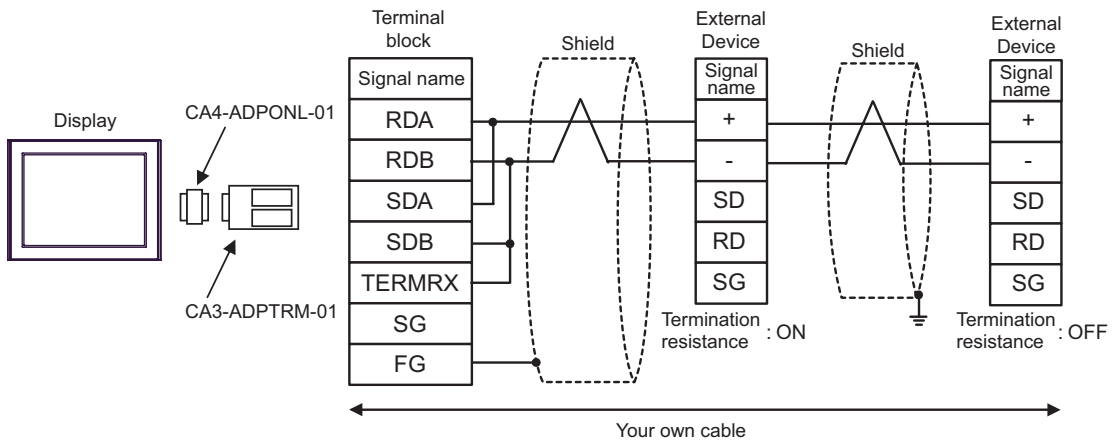 Display
CA4-ADPONL-01
CA3-ADPTRM-01
Terminal
block
Signal name
RDA
RDB
SDA
SDB
TERMRX
SG
FG
Shield
External
Device
Signal
name
+
-
SD
RD
SG
Termination
resistance : ON
Shield
External
Device
Signal
name
+
-
SD
RD
SG
Termination
resistance : OFF
Your own cable